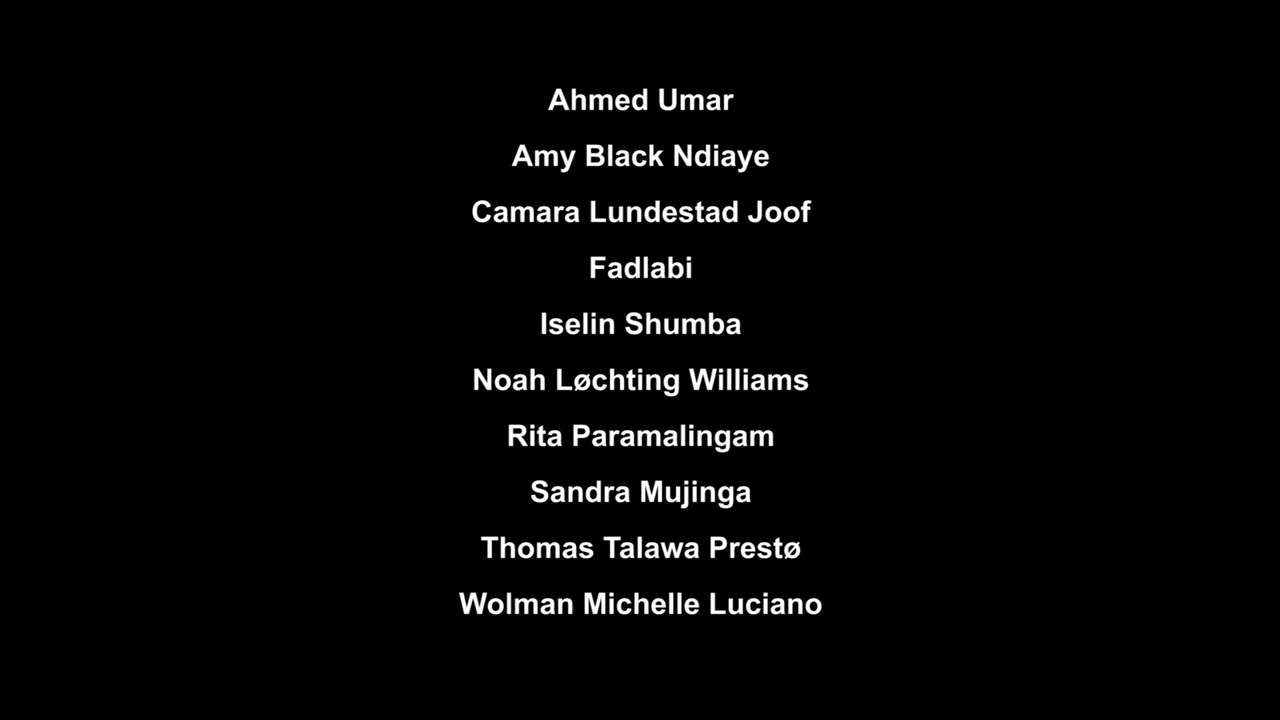 Ahmed Umar
Amy Black Ndiaye
Camara Lundestad Joof
Fadlabi
Iselin Shumba
Noah Løchting Williams
Rita Paramalingam
Sandra Mujinga
Thomas Talawa Prestø
Wolman Michelle Luciano